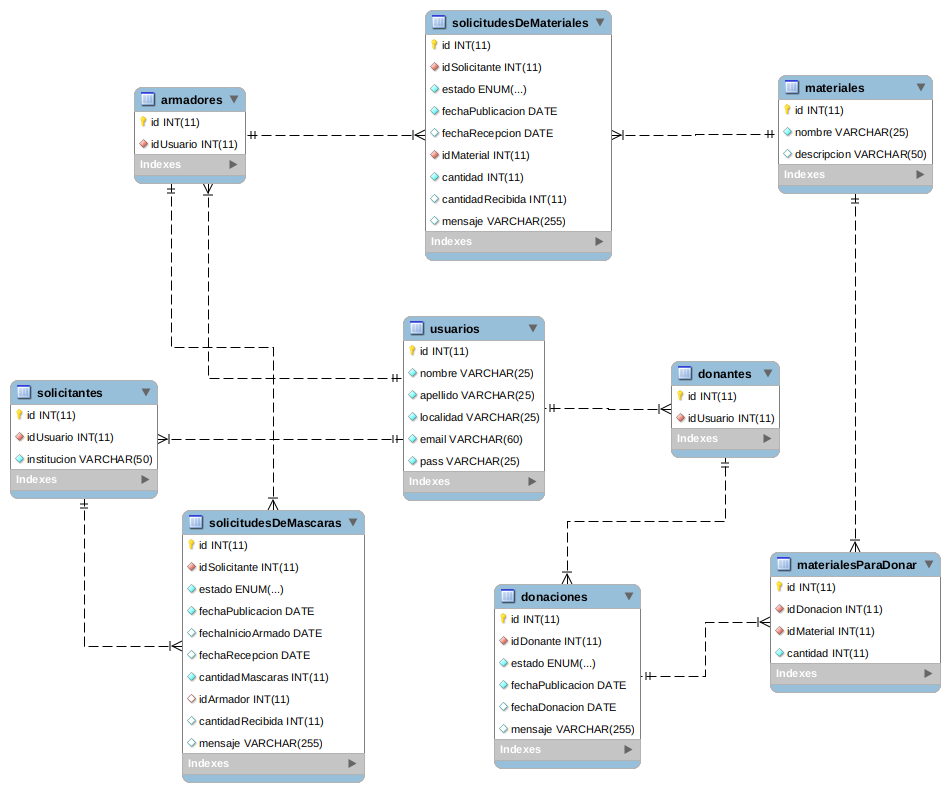 solicitudesDeMateriales
id INT(11)
idSolicitante INT(11)
estado ENUM(...)
fechaPublicacion DATE
fechaRecepcion DATE
idMaterial INT(11)
cantidad INT(11)
cantidadRecibida INT(11)
mensaje VARCHAR(255)
Indexes
armadores
id INT(11)
idUsuario INT(11)
Indexes
materiales
id INT(11)
nombre VARCHAR(25)
descripcion VARCHAR(50)
Indexes
usuarios
id INT(11)
nombre VARCHAR(25)
apellido VARCHAR(25)
localidad VARCHAR(25)
email VARCHAR(60)
pass VARCHAR(25)
Indexes
donantes
id INT(11)
idUsuario INT(11)
Indexes
solicitantes
id INT(11)
idUsuario INT(11)
institucion VARCHAR(50)
Indexes
solicitudesDeMascaras
id INT(11)
idSolicitante INT(11)
estado ENUM(...)
fechaPublicacion DATE
fechaInicioArmado DATE
fechaRecepcion DATE
cantidadMascaras INT(11)
idArmador INT(11)
cantidadRecibida INT(11)
mensaje VARCHAR(255)
Indexes
donaciones
id INT(11)
idDonante INT(11)
estado ENUM(...)
fechaPublicacion DATE
fechaDonacion DATE
mensaje VARCHAR(255)
Indexes
materialesParaDonar
id INT(11)
idDonacion INT(11)
idMaterial INT(11)
cantidad INT(11)
Indexes